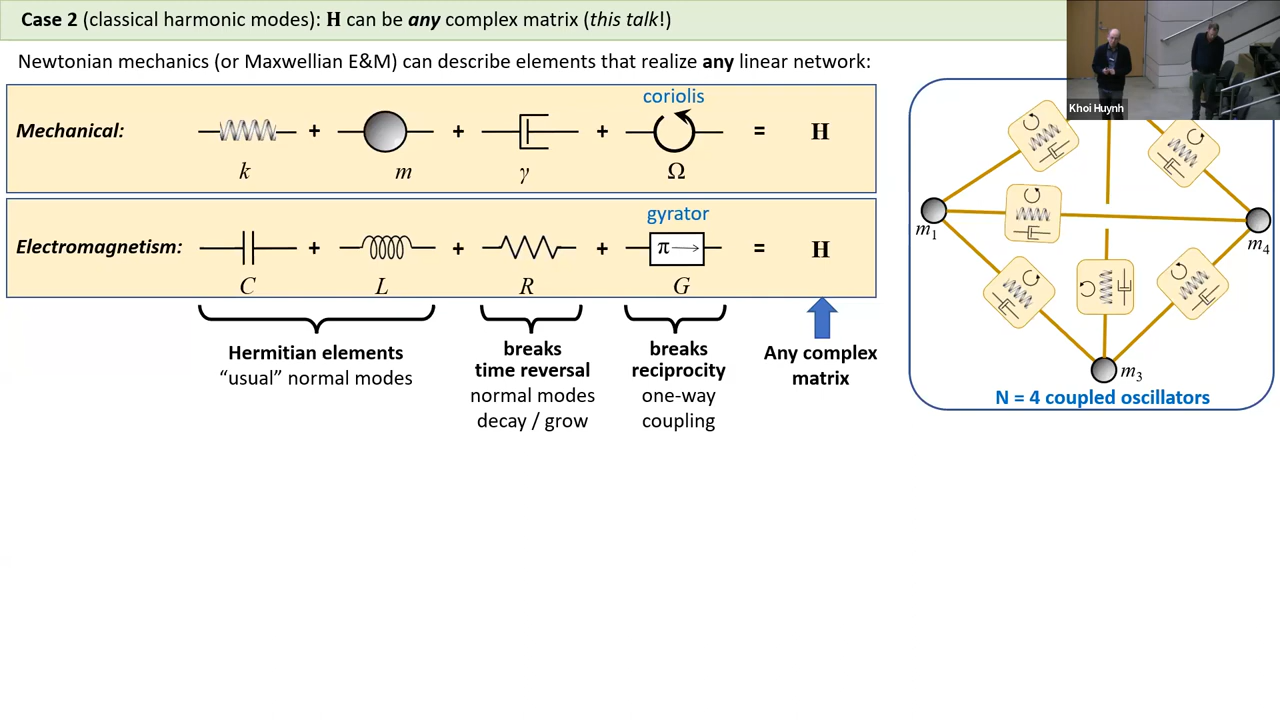 Case 2 (classical harmonic modes): H can be any complex matrix (this talk!)
Khoi Huynh
Newtonian mechanics (or Maxwellian E&M) can describe elements that realize any linear network:
coriolis
Mechanical: + + + = H
k m γ Ω
gyrator
Electromagnetism: + + + π = H
C L R G
Hermitian elements
“usual” normal modes
breaks
time reversal
normal modes
decay / grow
breaks
reciprocity
one-way
coupling
Any complex
matrix
m1
m4
m3
N = 4 coupled oscillators